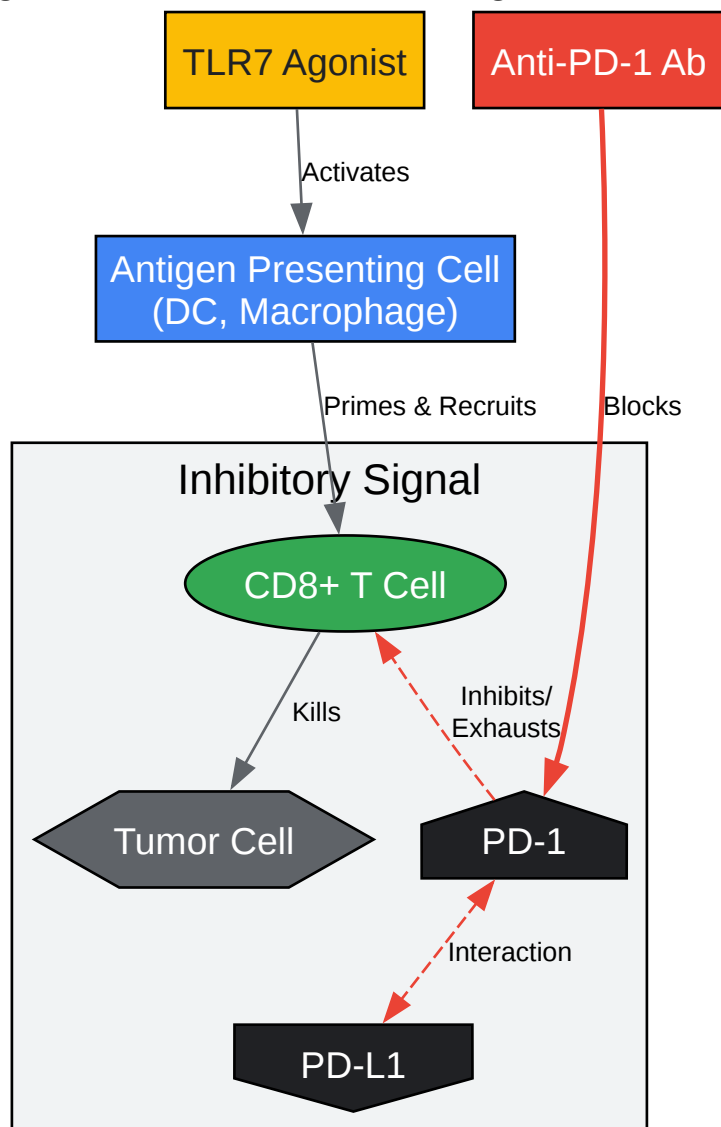 TLR7 Agonist
Anti-PD-1 Ab
Activates
Antigen Presenting Cell
(DC, Macrophage)
Primes & Recruits
Blocks
Inhibitory Signal
CD8+ T Cell
Kills
Inhibits/
Exhausts
Tumor Cell
PD-1
Interaction
PD-L1